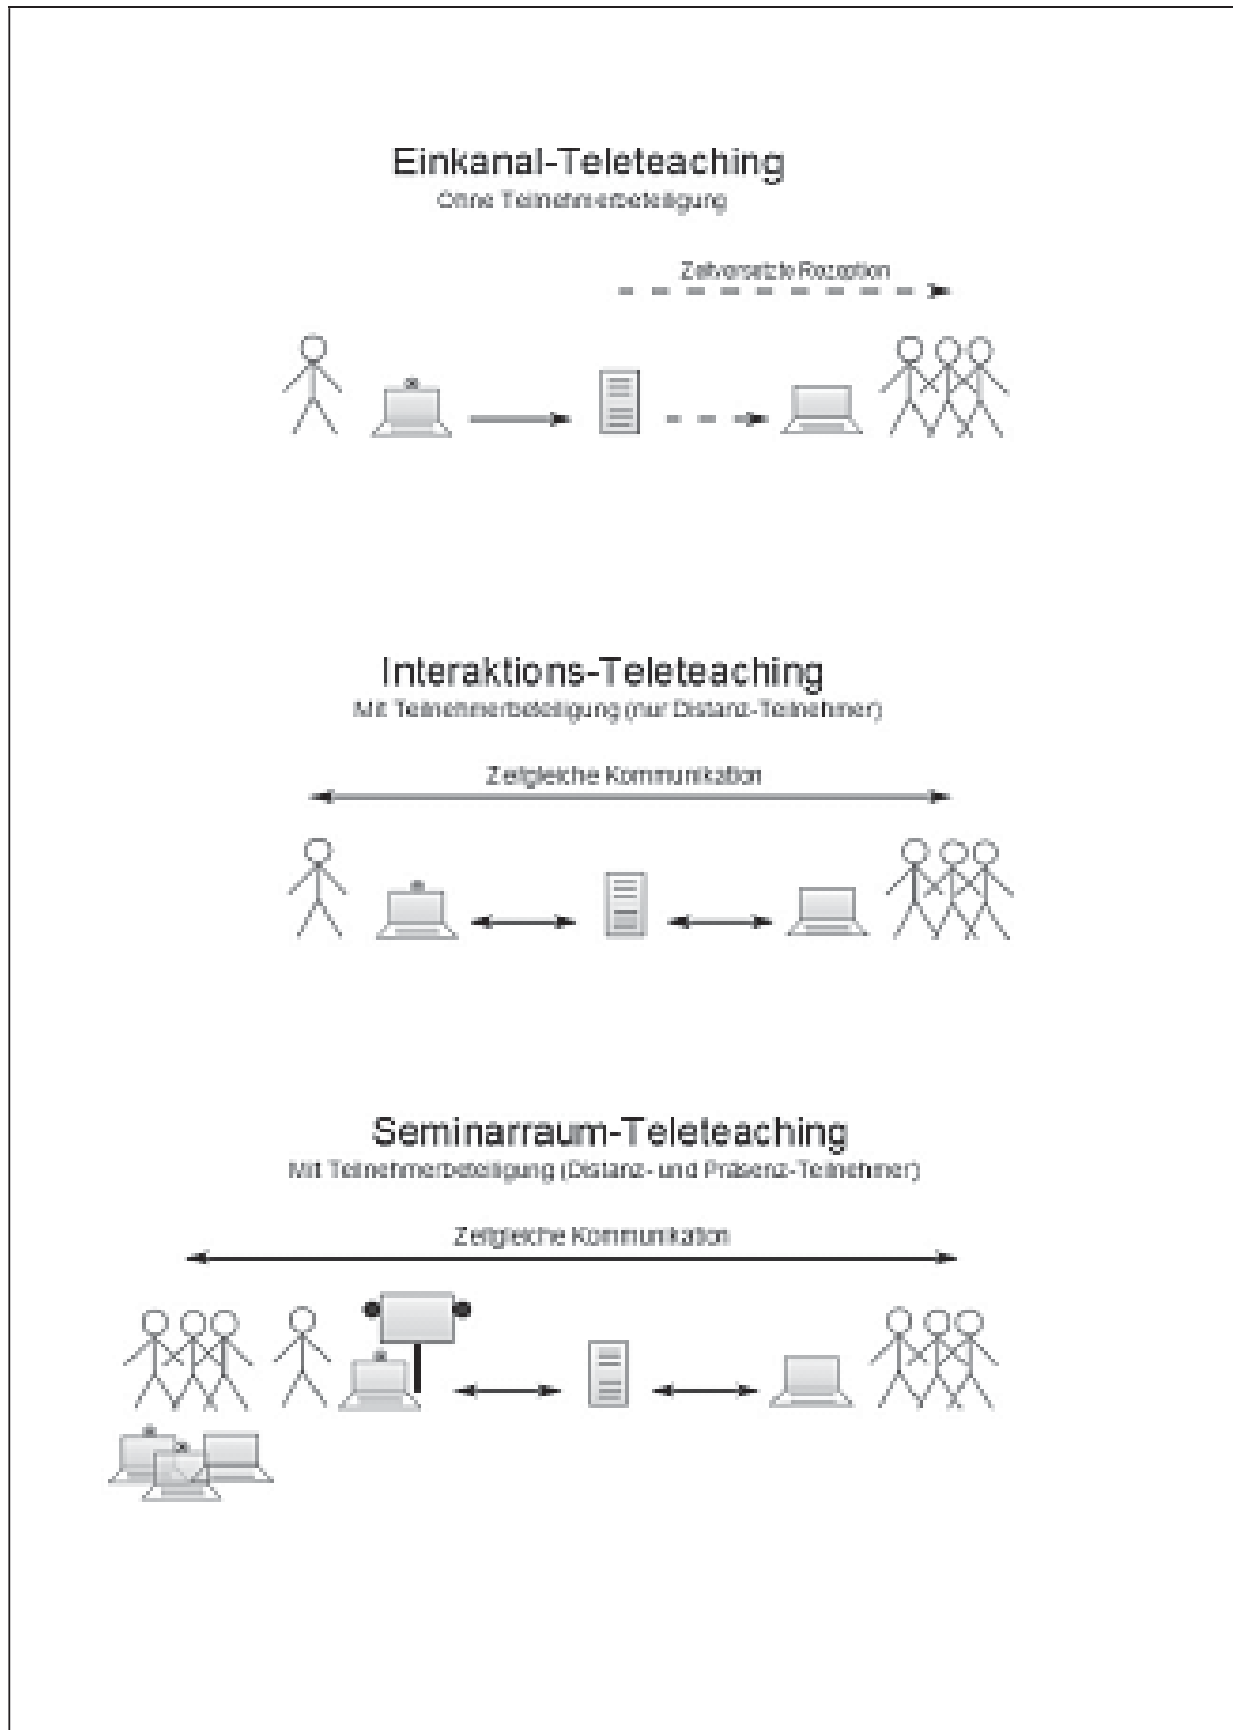 Einkanal-Teleteaching
Ohne Teilnehmerbeteiligung
Zeitversetzte Rezeption
Interaktions-Teleteaching
Mit Teilnehmerbeteiligung (nur Distanz-Teilnehmer)
Zeitgleiche Kommunikation
Seminarraum-Teleteaching
Mit Teilnehmerbeteiligung (Distanz- und Präsenz-Teilnehmer)
Zeitgleiche Kommunikation